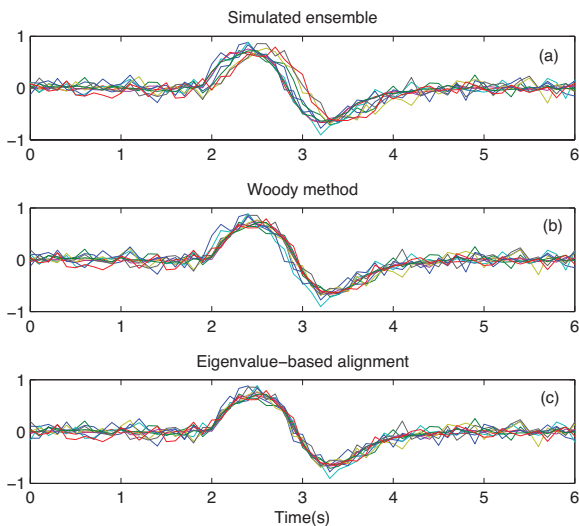 Simulated ensemble
1
0
−1
(a)
0 1 2 3 4 5 6
Woody method
1
0
−1
(b)
0 1 2 3 4 5 6
Eigenvalue−based alignment
1
0
−1
(c)
0 1 2 3 4 5 6
Time(s)